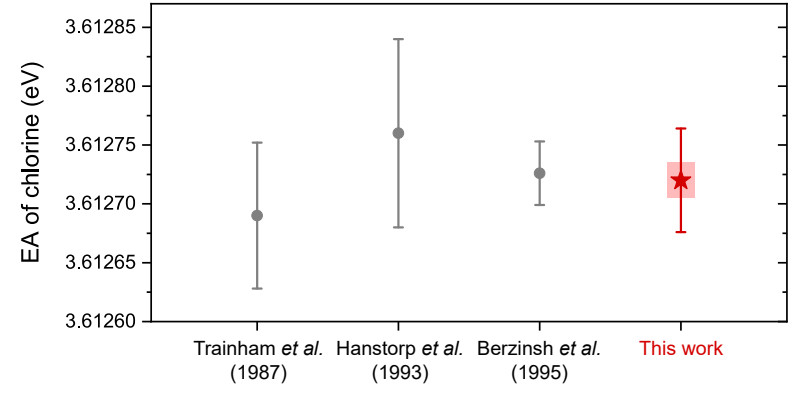 EA of chlorine (eV)
3.61285
3.61280
3.61275
3.61270
3.61265
3.61260
Trainham et al. Hanstorp et al. Berzinsh et al. This work
(1987) (1993) (1995)